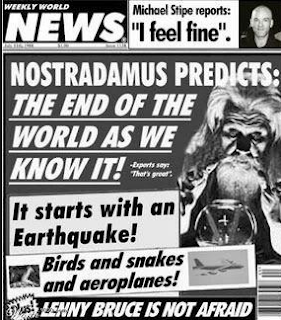 WEEKLY WORLD
NEWS
Michael Stipe reports:
"I feel fine".
$1.50
NOSTRADAMUS PREDICTS:
THE END OF THE
WORLD AS WE
KNOW IT!
-Experts say:
"That's great".
It starts with an
Earthquake!
Birds and snakes
and aeroplanes!
LENNY BRUCE IS NOT AFRAID